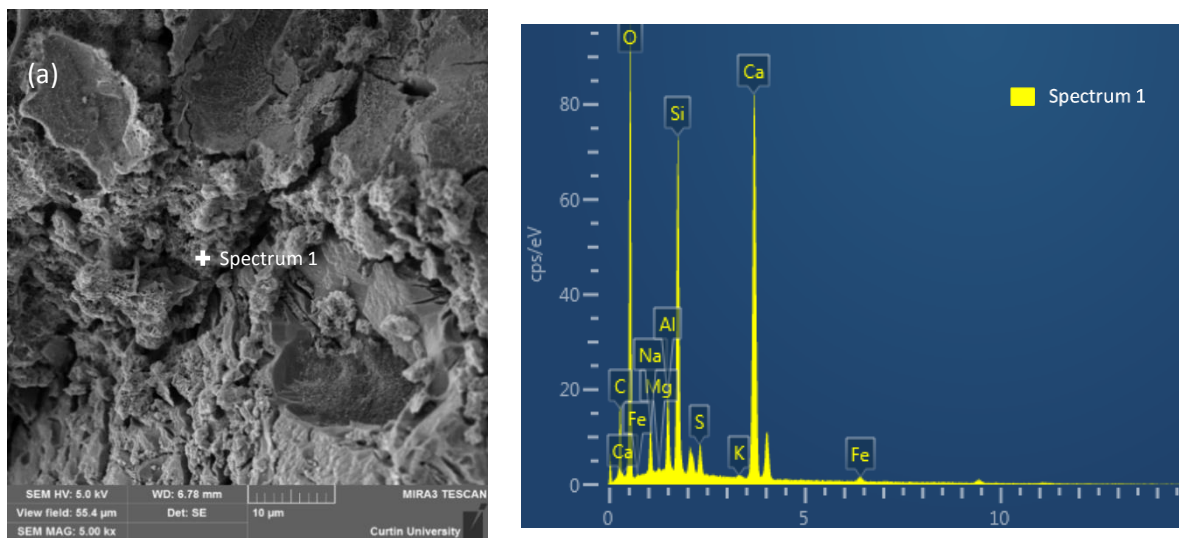 (a)
Spectrum 1
SEM HV: 5.0 kV WD: 6.78 mm MIRA3 TESCAN
View field: 55.4 µm Det: SE 10 µm
SEM MAG: 5.00 kx Curtin University
O
Ca
Spectrum 1
Si
Al
Na
C Mg
Fe
S
Ca K Fe
cps/eV
80
60
40
20
0
0 5 10